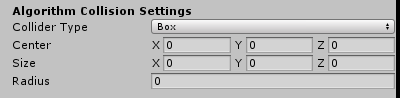 Algorithm Collision Settings
Collider Type Box
Center X 0 Y 0 Z 0
Size X 0 Y 0 Z 0
Radius 0